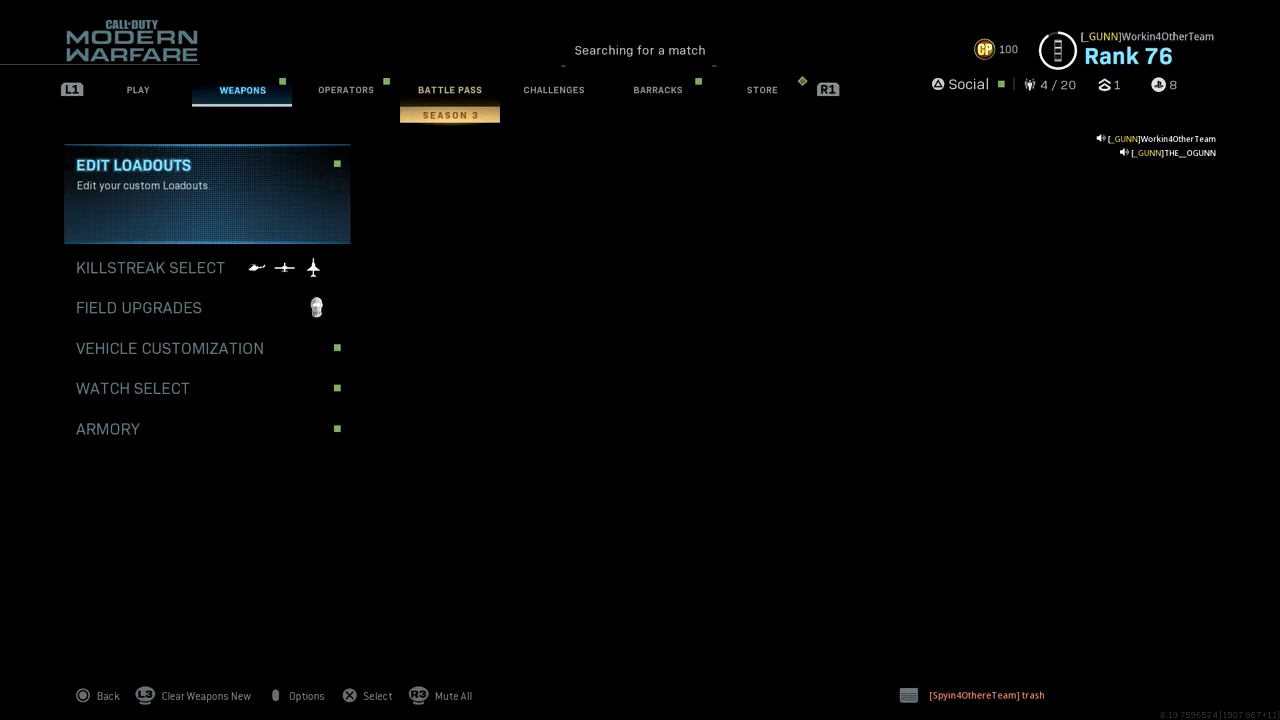 CALL OF DUTY
MODERN
WARFARE
Searching for a match
CP 100
[_GUNN]Workin4OtherTeam
Rank 76
L1 PLAY WEAPONS OPERATORS BATTLE PASS CHALLENGES BARRACKS STORE R1
SEASON 3
Social 4 / 20 1 8
[_GUNN]Workin4OtherTeam
[_GUNN]THE__OGUNN
EDIT LOADOUTS
Edit your custom Loadouts.
KILLSTREAK SELECT
FIELD UPGRADES
VEHICLE CUSTOMIZATION
WATCH SELECT
ARMORY
Back L3 Clear Weapons New Options Select R3 Mute All
[Spyin4OthereTeam] trash